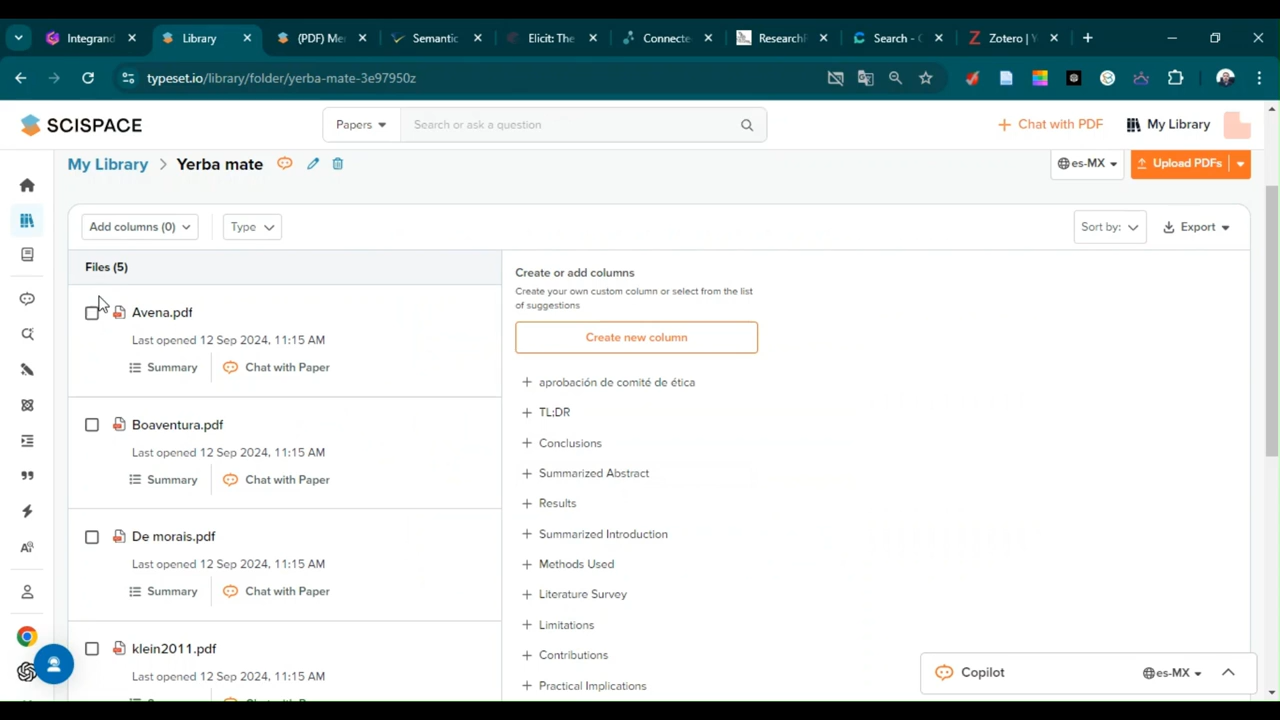 Integrand
Library
(PDF) Me
Semantic
Elicit: The
Connecte
Research
Search -
Zotero | Y
typeset.io/library/folder/yerba-mate-3e97950z
SCISPACE
Papers
Search or ask a question
Chat with PDF
My Library
My Library > Yerba mate
es-MX
Upload PDFs
Add columns (0)
Type
Sort by:
Export
Files (5)
Avena.pdf
Last opened 12 Sep 2024, 11:15 AM
Summary
Chat with Paper
Boaventura.pdf
Last opened 12 Sep 2024, 11:15 AM
Summary
Chat with Paper
De morais.pdf
Last opened 12 Sep 2024, 11:15 AM
Summary
Chat with Paper
klein2011.pdf
Last opened 12 Sep 2024, 11:15 AM
Create or add columns
Create your own custom column or select from the list
of suggestions
Create new column
+ aprobación de comité de ética
+ TL;DR
+ Conclusions
+ Summarized Abstract
+ Results
+ Summarized Introduction
+ Methods Used
+ Literature Survey
+ Limitations
+ Contributions
+ Practical Implications
Copilot
es-MX